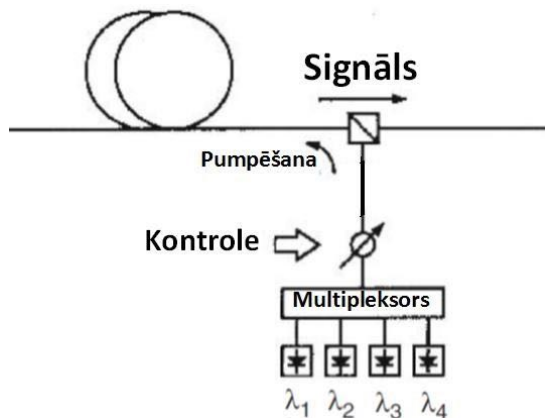 Signāls
Pumpēšana
Kontrole
Multipleksors
λ1 λ2 λ3 λ4